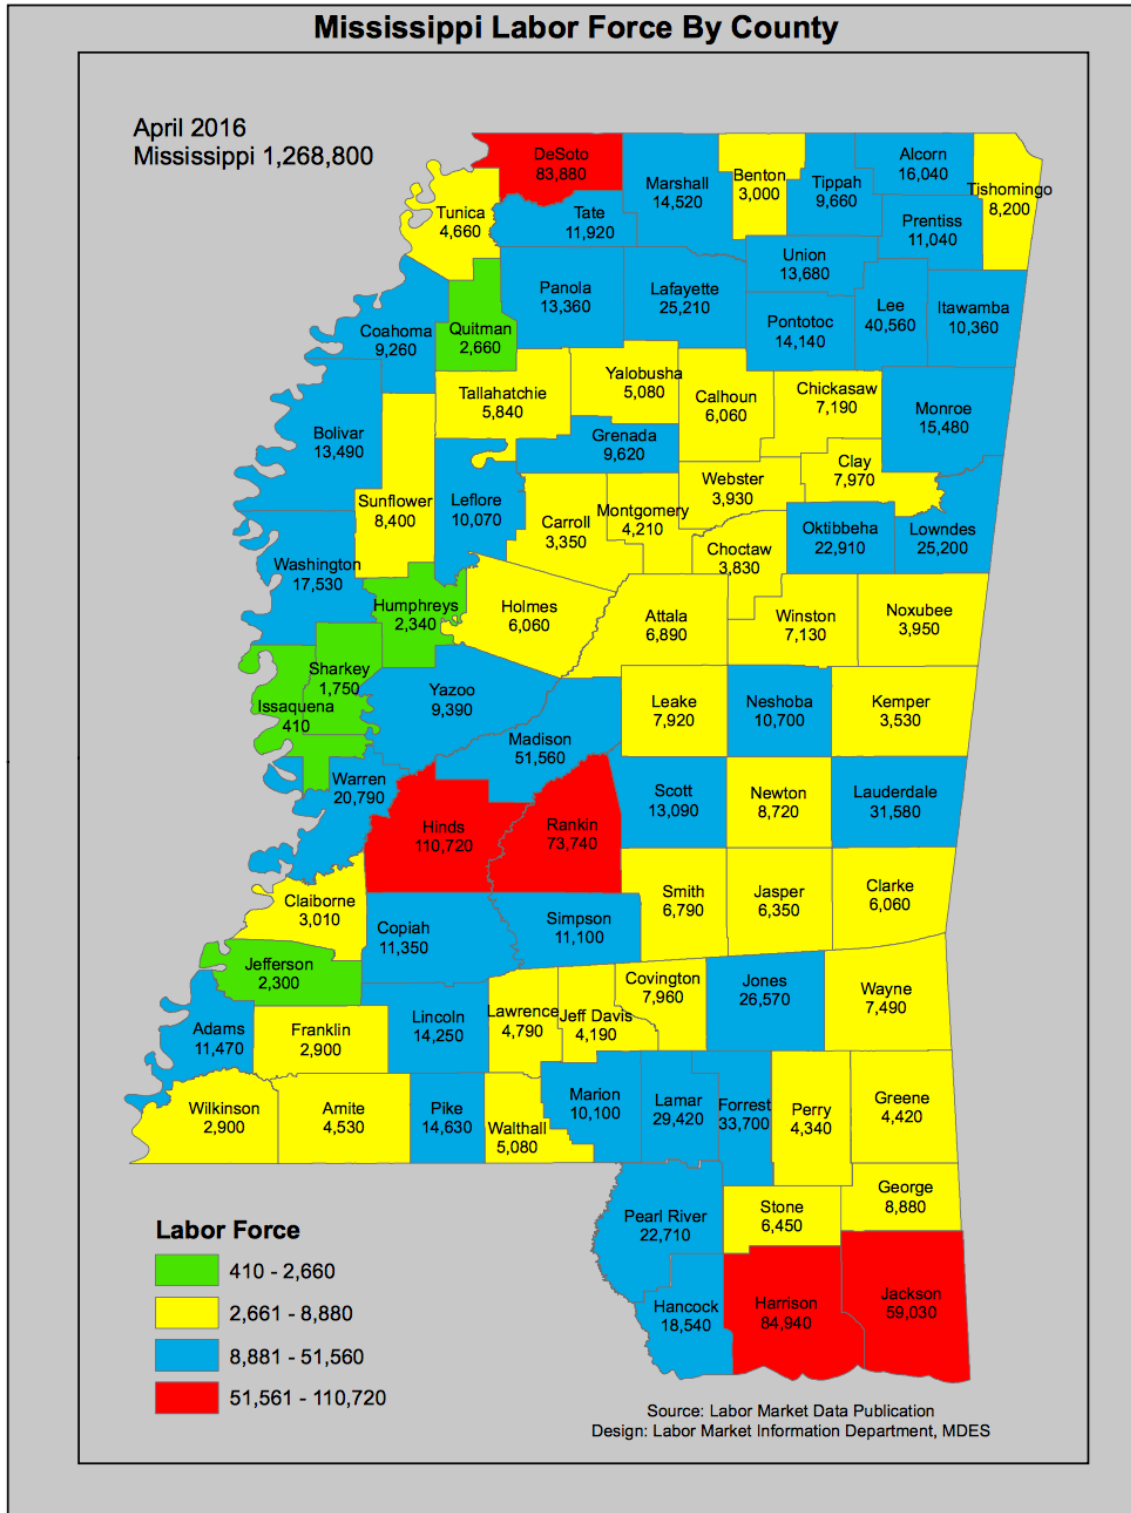 Mississippi Labor Force By County
April 2016
Mississippi 1,268,800
DeSoto
83,880
Marshall
14,520
Benton
3,000
Tippah
9,660
Alcorn
16,040
Tishomingo
8,200
Tunica
4,660
Tate
11,920
Prentiss
11,040
Union
13,680
Panola
13,360
Lafayette
25,210
Pontotoc
14,140
Lee
40,560
Itawamba
10,360
Coahoma
9,260
Quitman
2,660
Tallahatchie
5,840
Yalobusha
5,080
Calhoun
6,060
Chickasaw
7,190
Monroe
15,480
Bolivar
13,490
Grenada
9,620
Sunflower
8,400
Leflore
10,070
Carroll
3,350
Montgomery
4,210
Webster
3,930
Clay
7,970
Choctaw
3,830
Oktibbeha
22,910
Lowndes
25,200
Washington
17,530
Humphreys
2,340
Holmes
6,060
Attala
6,890
Winston
7,130
Noxubee
3,950
Sharkey
1,750
Issaquena
410
Yazoo
9,390
Madison
51,560
Leake
7,920
Neshoba
10,700
Kemper
3,530
Warren
20,790
Hinds
110,720
Rankin
73,740
Scott
13,090
Newton
8,720
Lauderdale
31,580
Claiborne
3,010
Copiah
11,350
Simpson
11,100
Smith
6,790
Jasper
6,350
Clarke
6,060
Jefferson
2,300
Adams
11,470
Franklin
2,900
Lincoln
14,250
Lawrence
4,790
Jeff Davis
4,190
Covington
7,960
Jones
26,570
Wayne
7,490
Wilkinson
2,900
Amite
4,530
Pike
14,630
Walthall
5,080
Marion
10,100
Lamar
29,420
Forrest
33,700
Perry
4,340
Greene
4,420
Pearl River
22,710
Stone
6,450
George
8,880
Hancock
18,540
Harrison
84,940
Jackson
59,030
Labor Force
410 - 2,660
2,661 - 8,880
8,881 - 51,560
51,561 - 110,720
Source: Labor Market Data Publication
Design: Labor Market Information Department, MDES